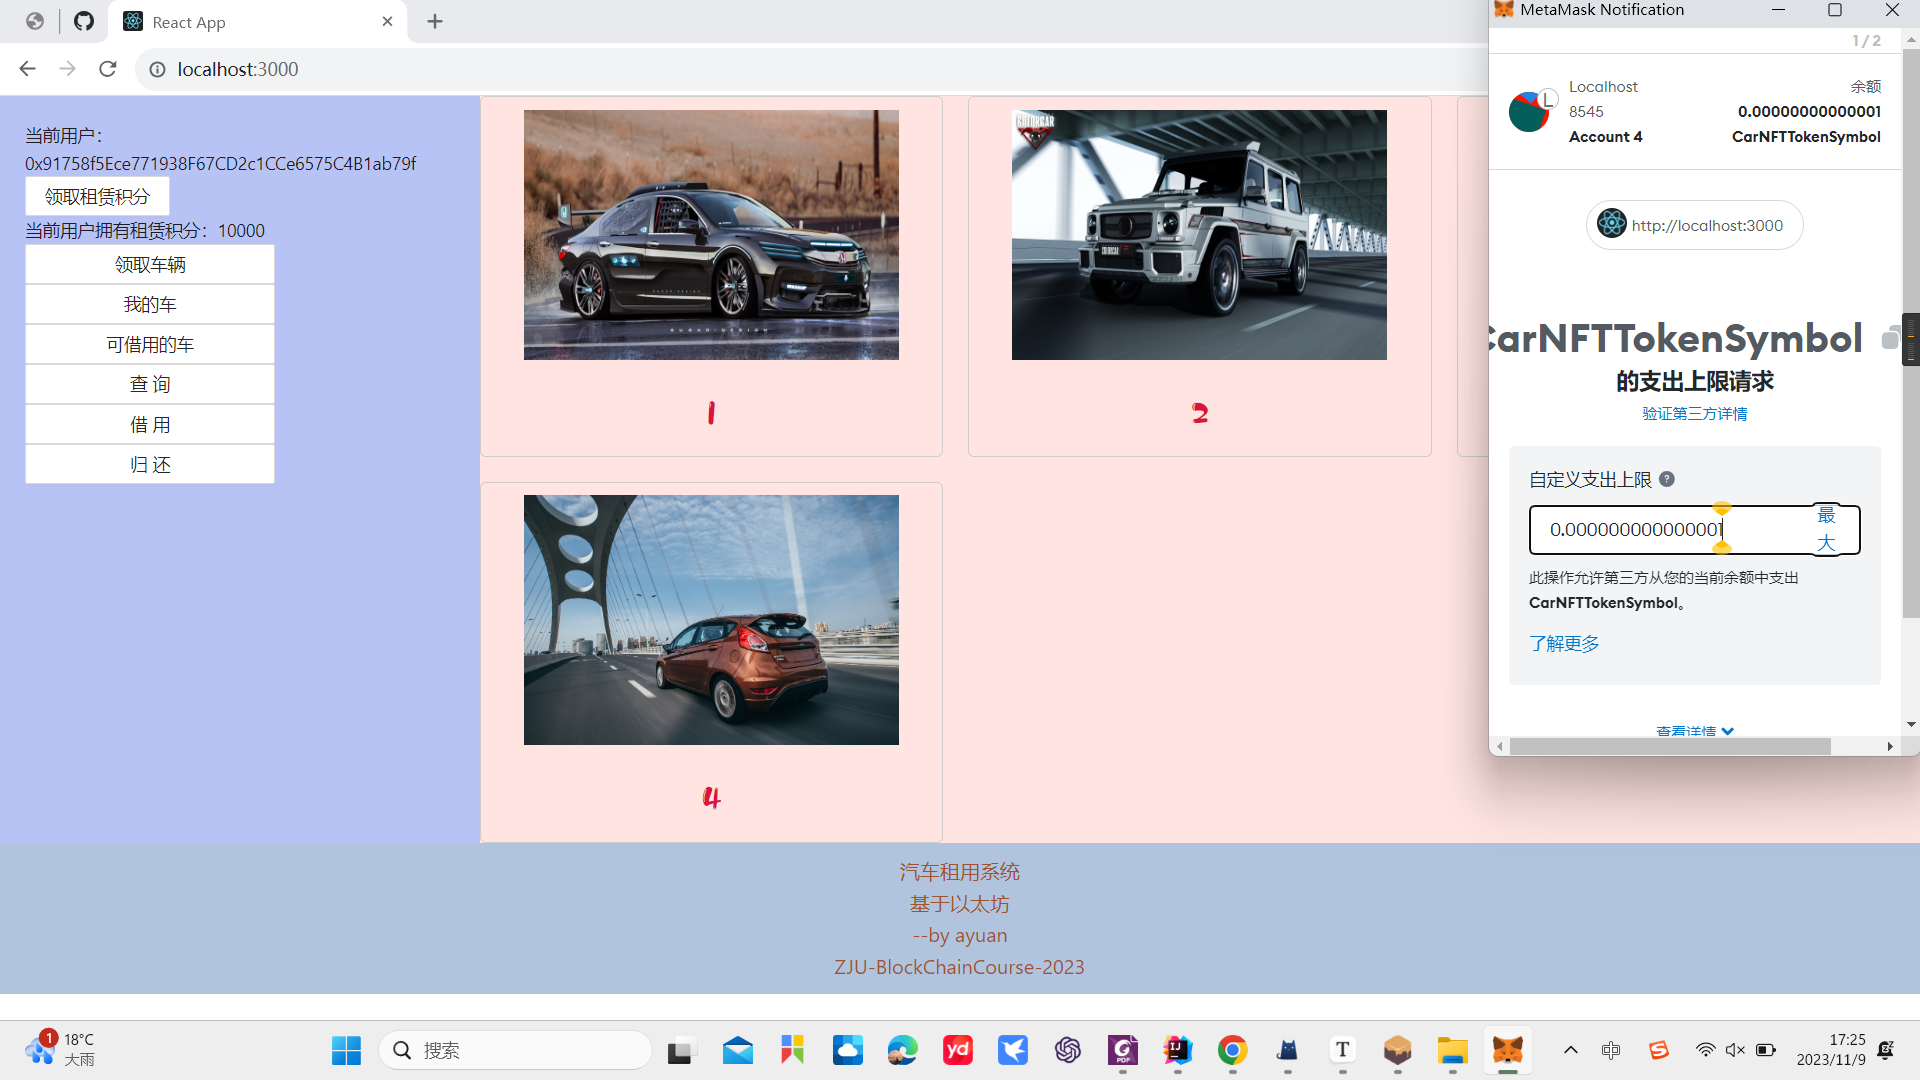 React App
localhost:3000
当前用户：
0x91758f5Ece771938F67CD2c1CCe6575C4B1ab79f
领取租赁积分
当前用户拥有租赁积分：10000
领取车辆
我的车
可借用的车
查 询
借 用
归 还
1
COLORCAR
2
4
汽车租用系统
基于以太坊
--by ayuan
ZJU-BlockChainCourse-2023
MetaMask Notification
1 / 2
Localhost 8545
Account 4
余额
0.00000000000001
CarNFTTokenSymbol
L
http://localhost:3000
CarNFTTokenSymbol
的支出上限请求
验证第三方详情
自定义支出上限 ?
0.000000000000001
最大
此操作允许第三方从您的当前余额中支出
CarNFTTokenSymbol。
了解更多
查看详情
1
18°C
大雨
搜索
yd
PDF
IJ
T
中
17:25
2023/11/9